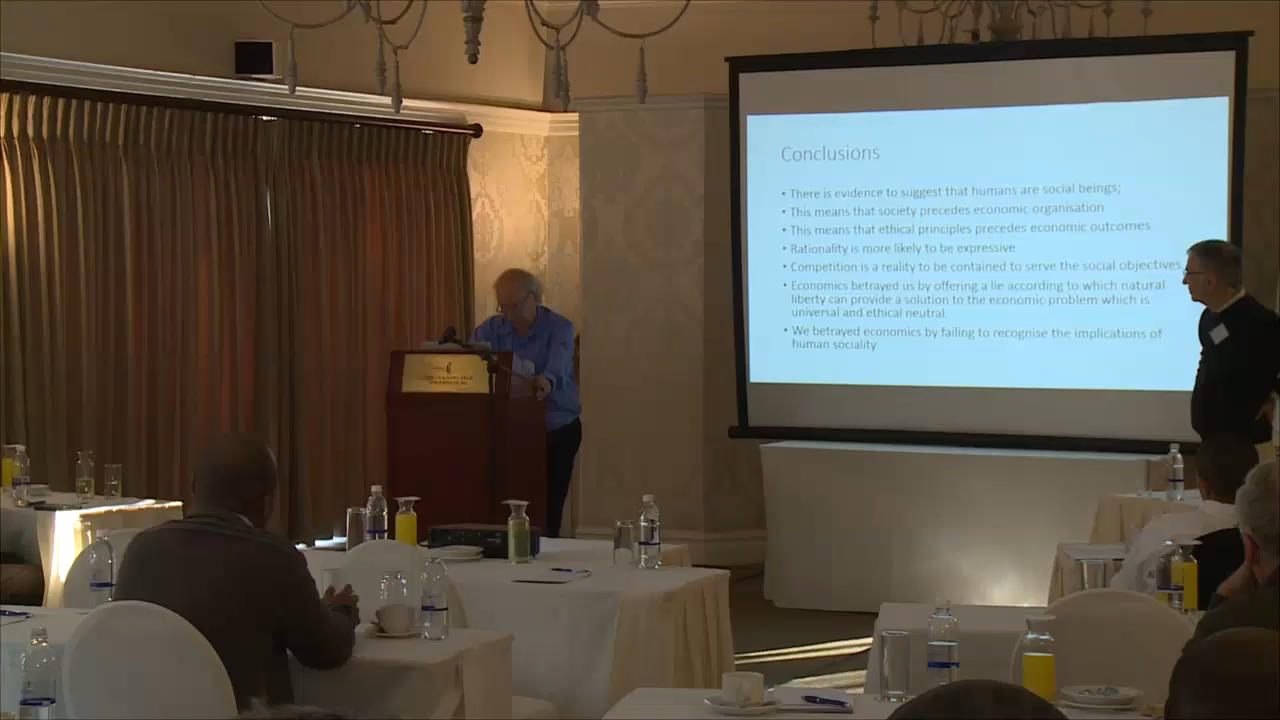 Conclusions
• There is evidence to suggest that humans are social beings;
• This means that society precedes economic organisation
• This means that ethical principles precedes economic outcomes
• Rationality is more likely to be expressive
• Competition is a reality to be contained to serve the social objectives
• Economics betrayed us by offering a lie according to which natural
liberty can provide a solution to the economic problem which is
universal and ethical neutral.
• We betrayed economics by failing to recognise the implications of
human sociality